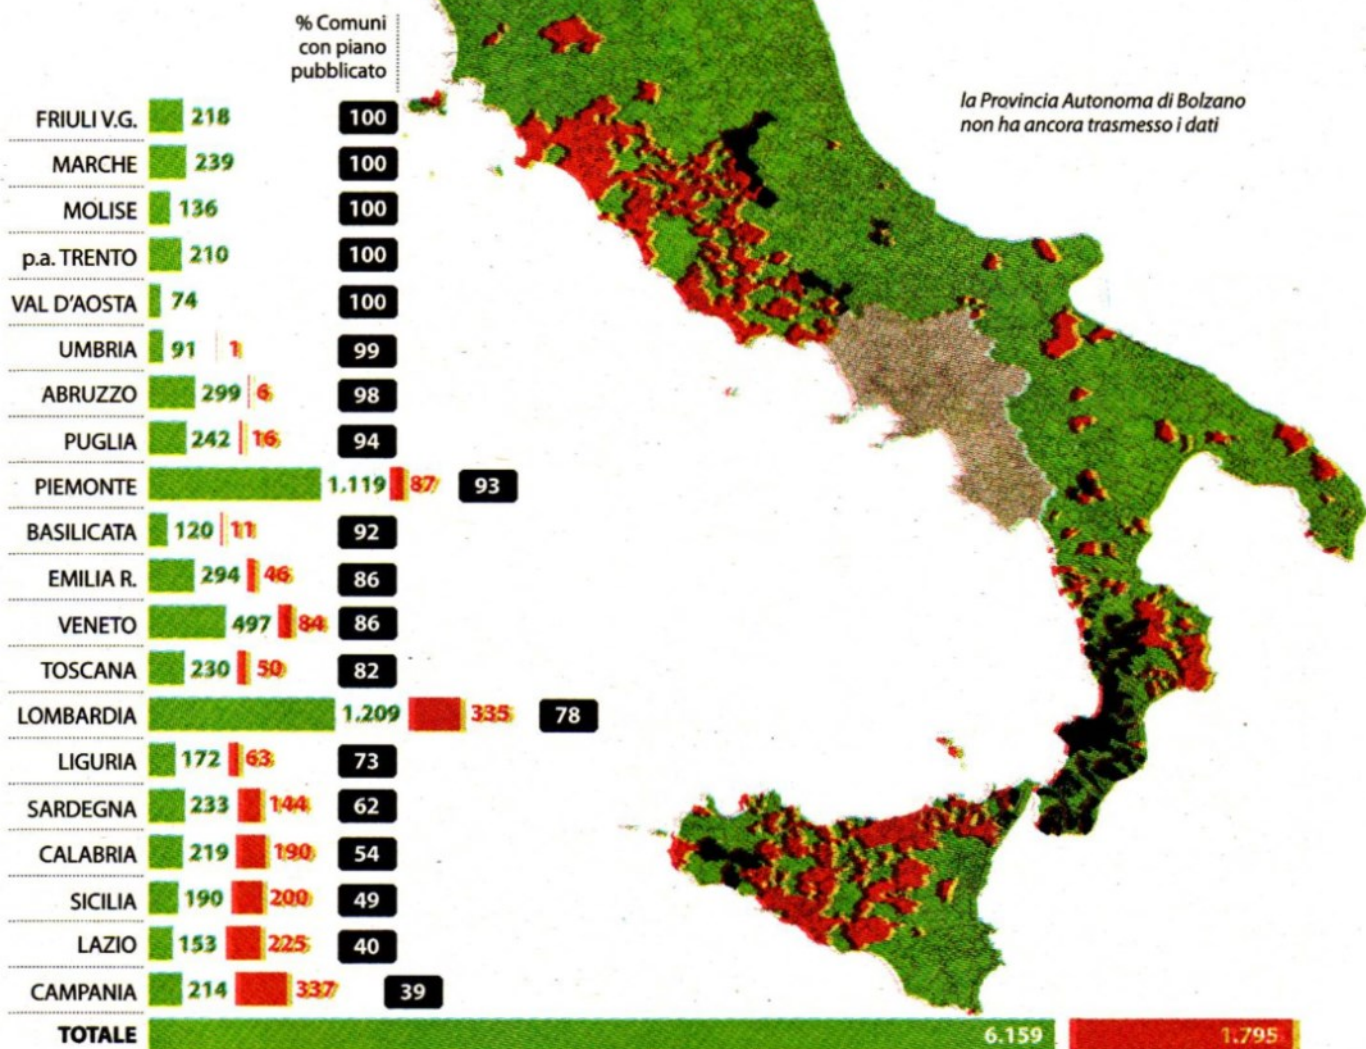 % Comuni
con piano
pubblicato
la Provincia Autonoma di Bolzano
non ha ancora trasmesso i dati
FRIULI V.G. 218 100
MARCHE 239 100
MOLISE 136 100
p.a. TRENTO 210 100
VAL D'AOSTA 74 100
UMBRIA 91 1 99
ABRUZZO 299 6 98
PUGLIA 242 16 94
PIEMONTE 1.119 87 93
BASILICATA 120 11 92
EMILIA R. 294 46 86
VENETO 497 84 86
TOSCANA 230 50 82
LOMBARDIA 1.209 335 78
LIGURIA 172 63 73
SARDEGNA 233 144 62
CALABRIA 219 190 54
SICILIA 190 200 49
LAZIO 153 225 40
CAMPANIA 214 337 39
TOTALE 6.159 1.795